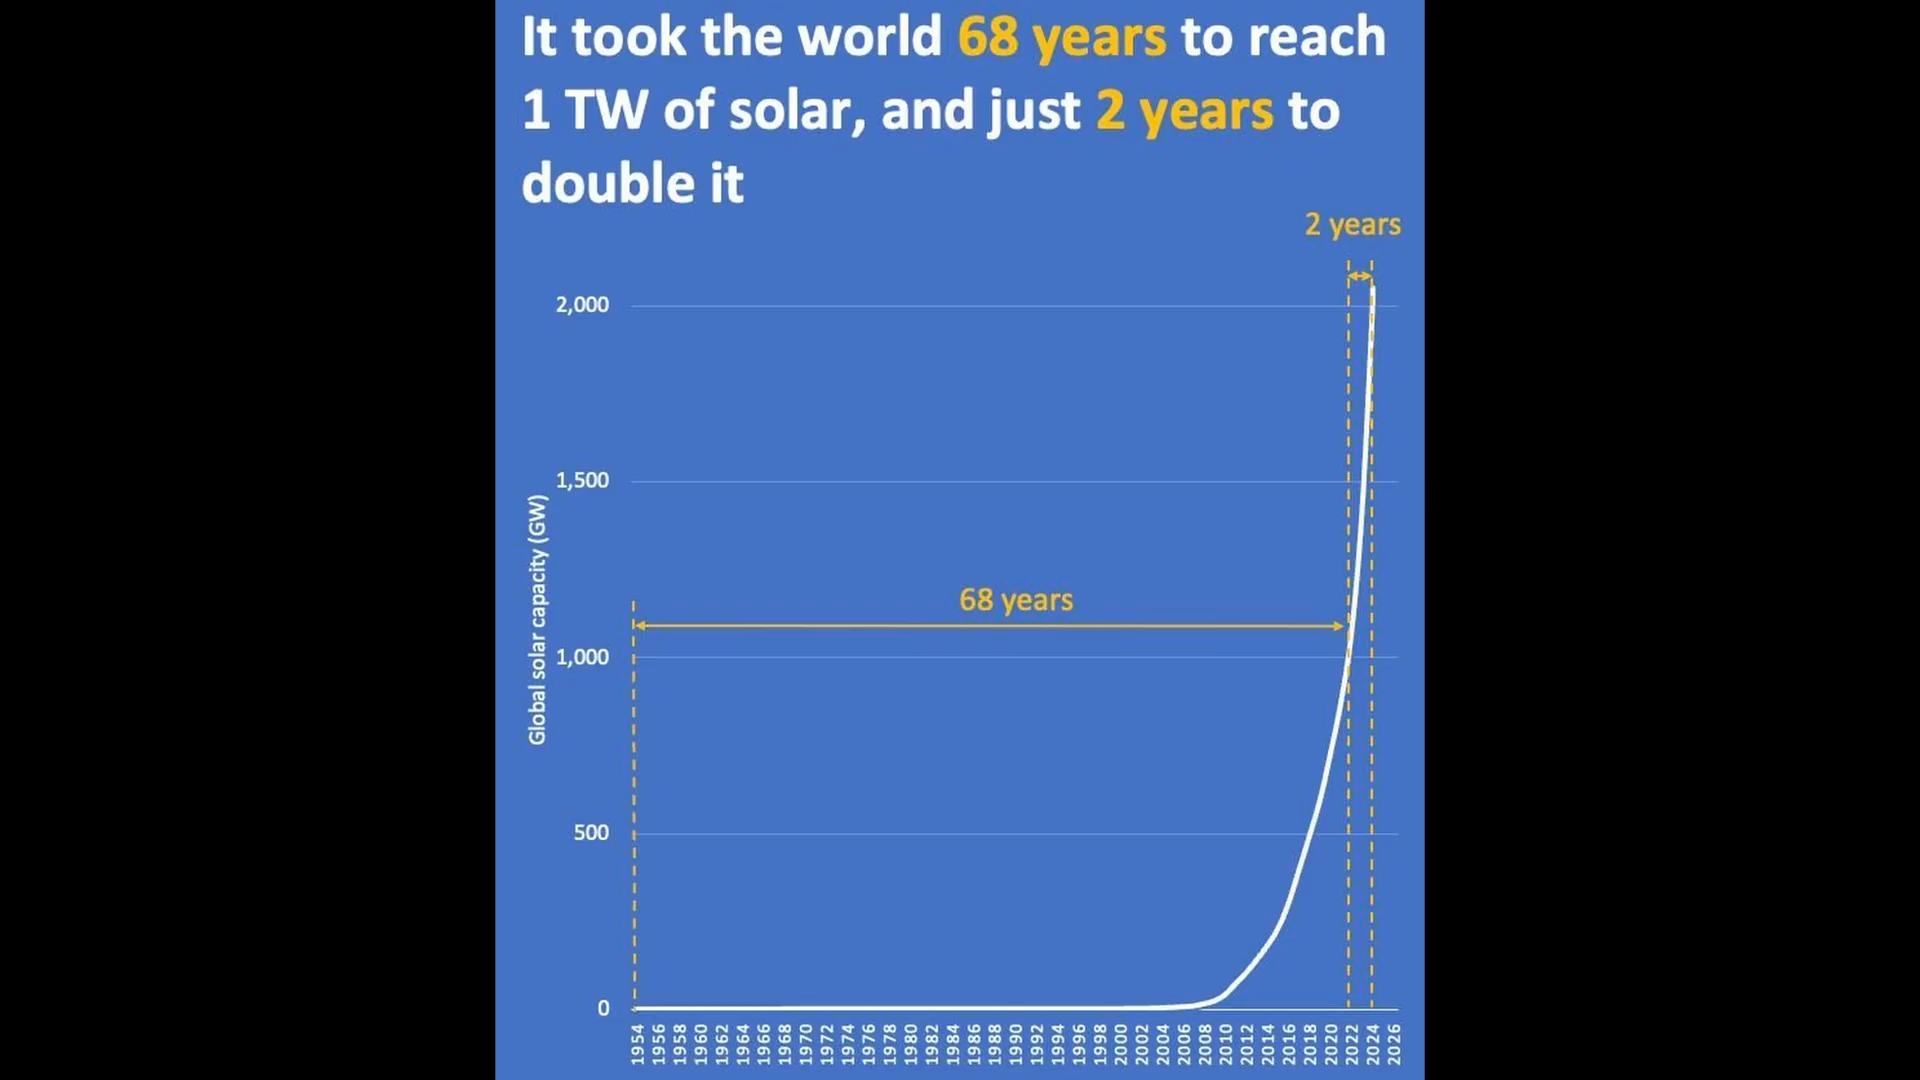 It took the world 68 years to reach
1 TW of solar, and just 2 years to
double it
2 years
2,000
1,500
68 years
1,000
500
0
Global solar capacity (GW)
1954 1956 1958 1960 1962 1964 1966 1968 1970 1972 1974 1976 1978 1980 1982 1984 1986 1988 1990 1992 1994 1996 1998 2000 2002 2004 2006 2008 2010 2012 2014 2016 2018 2020 2022 2024 2026